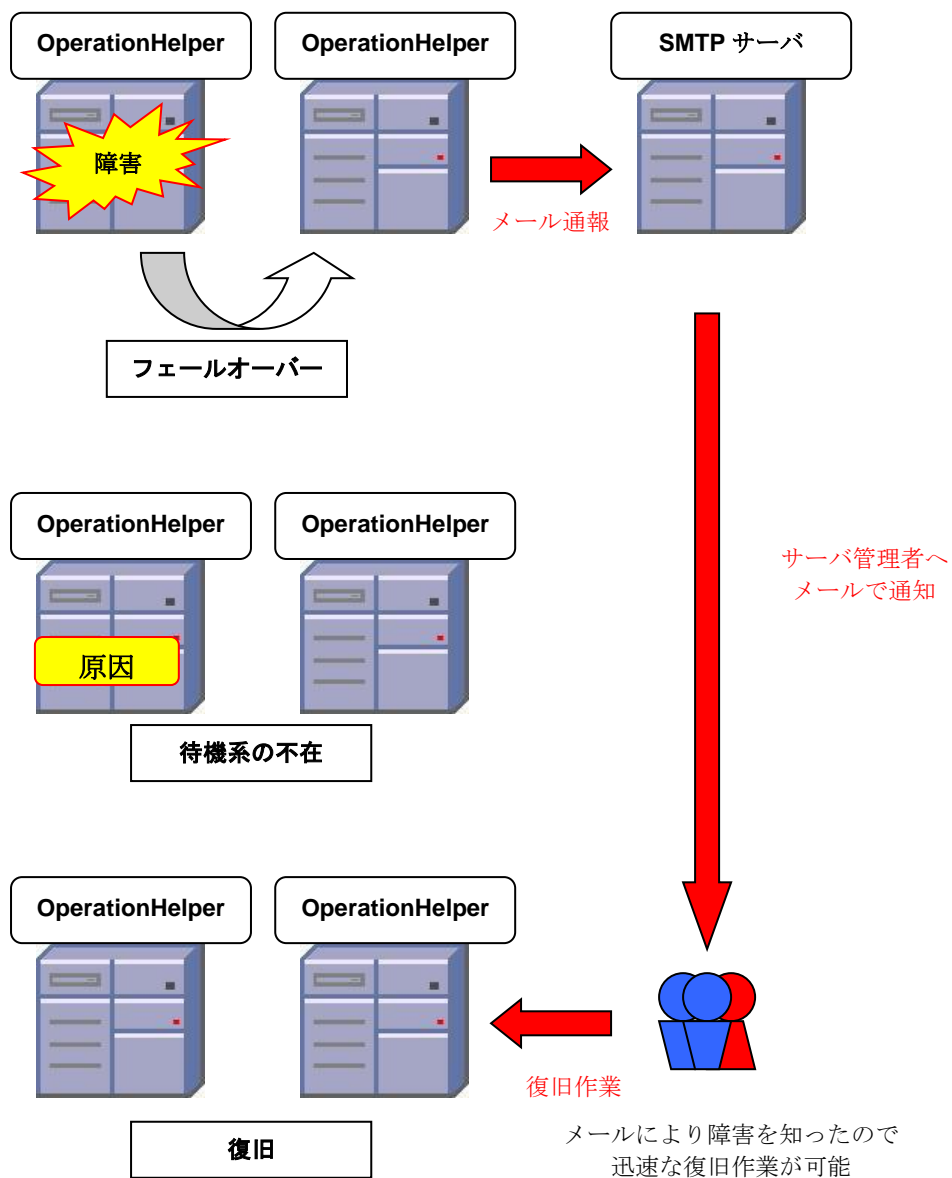 OperationHelper
OperationHelper
SMTP サーバ
障害
メール通報
フェールオーバー
OperationHelper
OperationHelper
サーバ管理者へ
メールで通知
原因
待機系の不在
OperationHelper
OperationHelper
復旧作業
復旧
メールにより障害を知ったので
迅速な復旧作業が可能